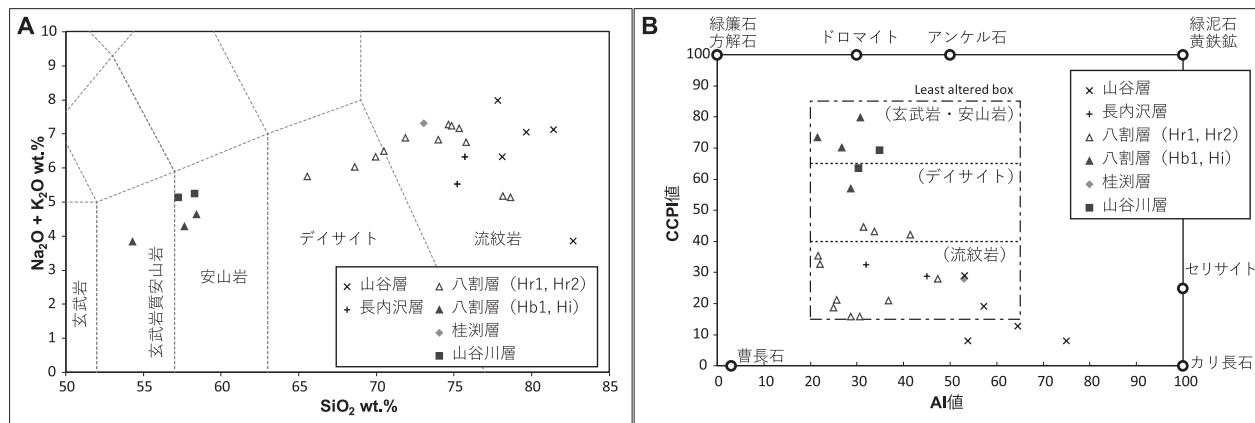 A
Na₂O + K₂O wt.%
10
9
8
7
6
5
4
3
2
1
0
50
55
60
65
70
75
80
85
SiO₂ wt.%
玄武岩
玄武岩質安山岩
安山岩
デイサイト
流紋岩
山谷層
長内沢層
八割層（Hr1, Hr2）
八割層（Hb1, Hi）
桂渕層
山谷川層
B
緑簾石
方解石
ドロマイト
アンケル石
緑泥石
黄鉄鉱
CCPI値
100
90
80
70
60
50
40
30
20
10
0
Least altered box
（玄武岩・安山岩）
（デイサイト）
（流紋岩）
山谷層
長内沢層
八割層（Hr1, Hr2）
八割層（Hb1, Hi）
桂渕層
山谷川層
セリサイト
曹長石
カリ長石
0
10
20
30
40
50
60
70
80
90
100
AI値